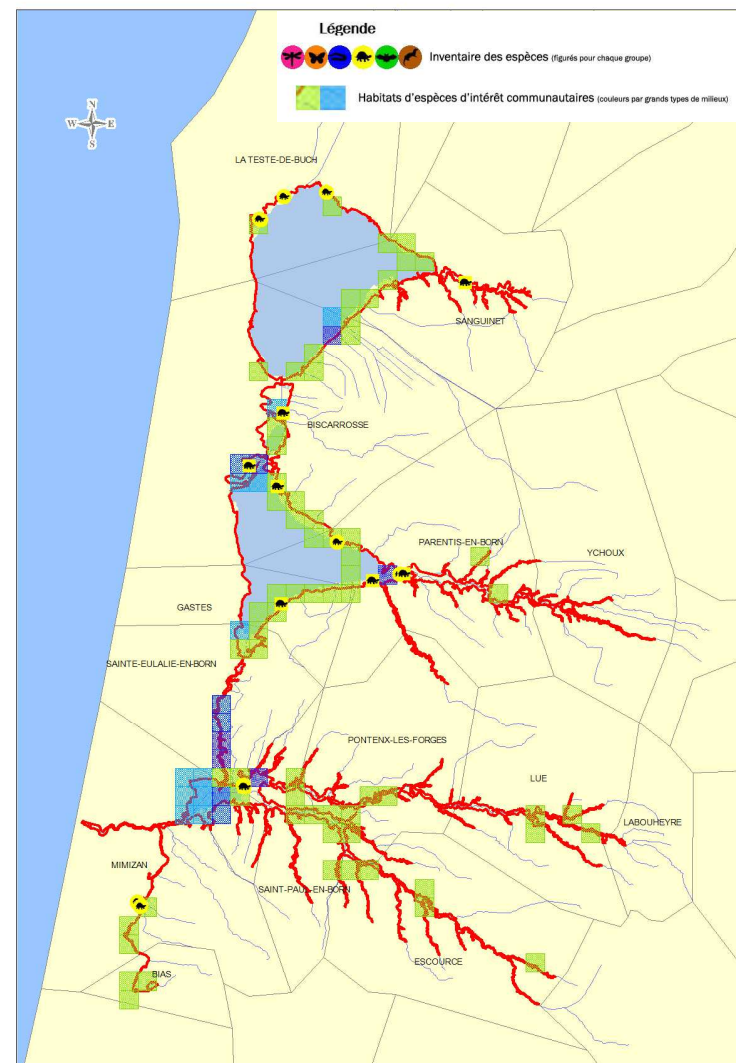 Légende
Inventaire des espèces (figurés pour chaque groupe)
Habitats d'espèces d'intérêt communautaires (couleurs par grands types de milieux)
N
W E
S
LA TESTE-DE-BUCH
SANGUINET
BISCARROSSE
PARENTIS-EN-BORN
YCHOUX
GASTES
SAINTE-EULALIE-EN-BORN
PONTENX-LES-FORGES
LUE
LABOUHEYRE
MIMIZAN
SAINT-PAUL-EN-BORN
ESCOURCE
BIAS